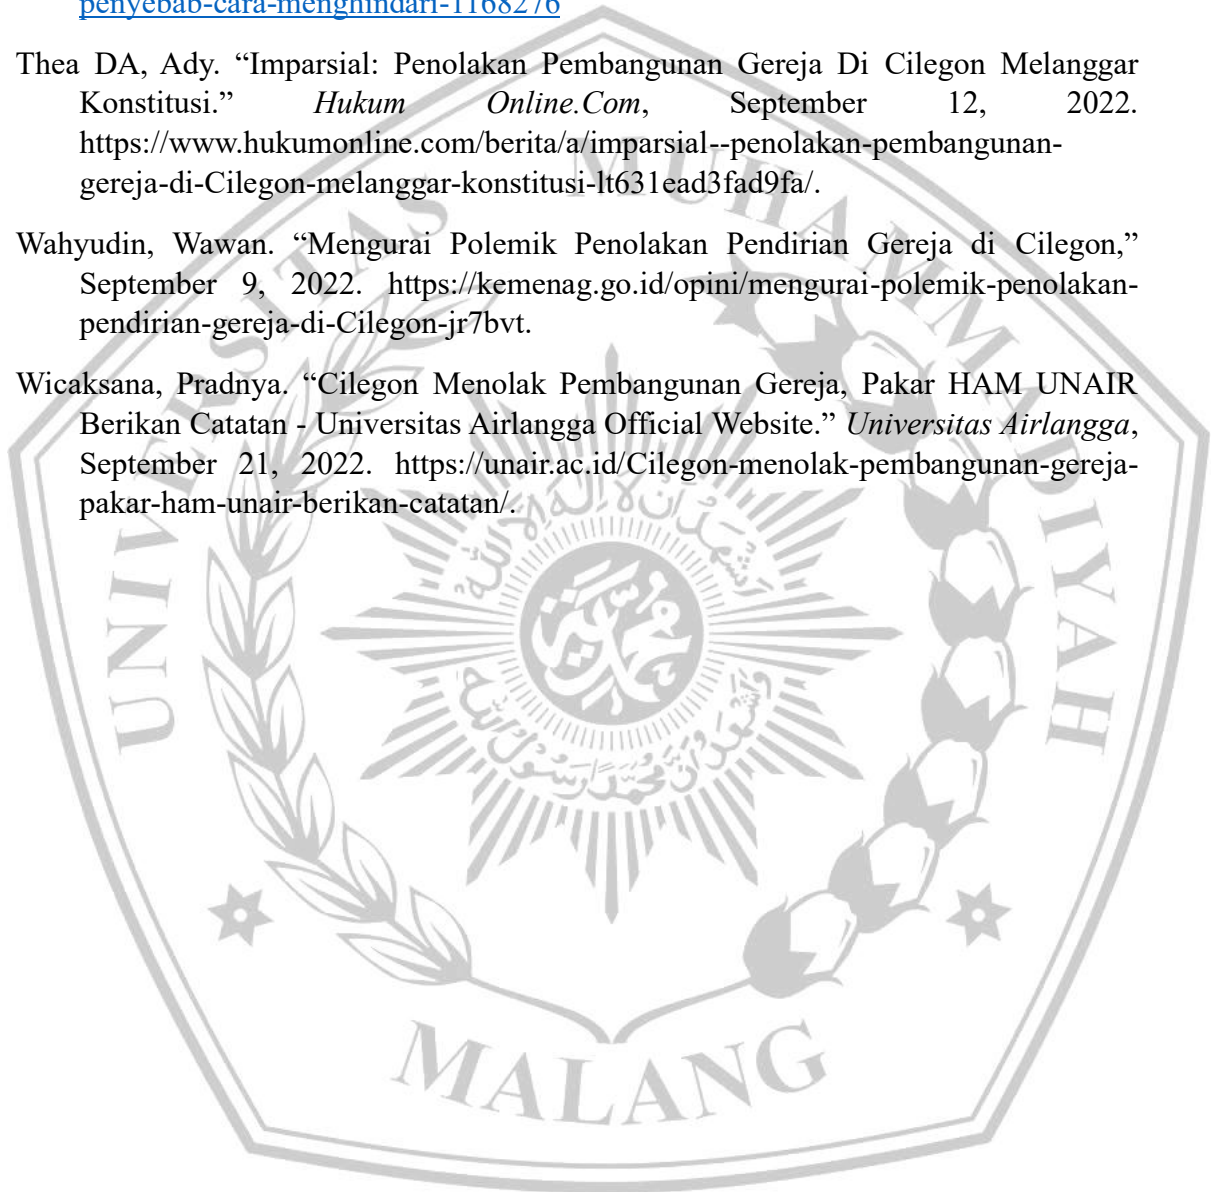 penyebab-cara-menghindari-1168276
Thea DA, Ady. “Imparsial: Penolakan Pembangunan Gereja Di Cilegon Melanggar
Konstitusi.” Hukum Online.Com, September 12, 2022.
https://www.hukumonline.com/berita/a/imparsial--penolakan-pembangunan-
gereja-di-Cilegon-melanggar-konstitusi-lt631ead3fad9fa/.
Wahyudin, Wawan. “Mengurai Polemik Penolakan Pendirian Gereja di Cilegon,”
September 9, 2022. https://kemenag.go.id/opini/mengurai-polemik-penolakan-
pendirian-gereja-di-Cilegon-jr7bvt.
Wicaksana, Pradnya. “Cilegon Menolak Pembangunan Gereja, Pakar HAM UNAIR
Berikan Catatan - Universitas Airlangga Official Website.” Universitas Airlangga,
September 21, 2022. https://unair.ac.id/Cilegon-menolak-pembangunan-gereja-
pakar-ham-unair-berikan-catatan/.
UNIVERSITAS MUHAMMADIYAH
MALANG